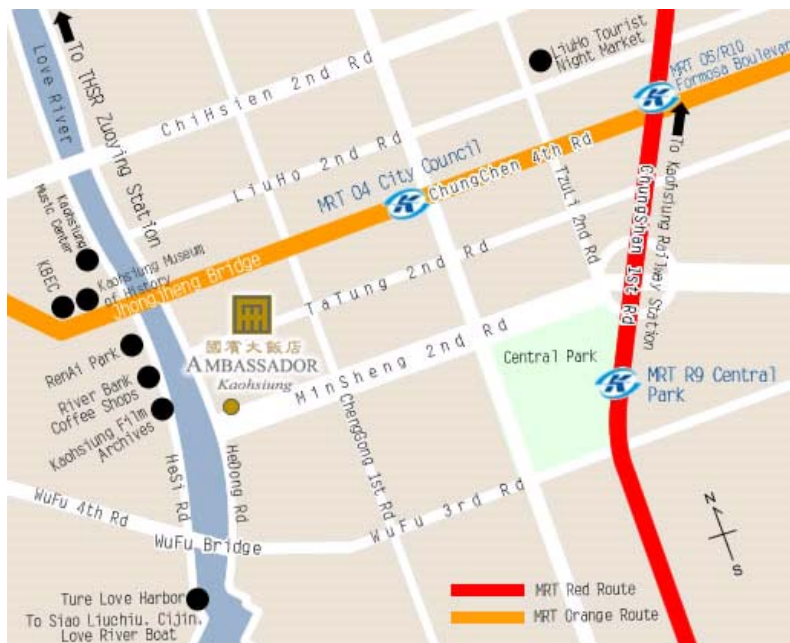 Love River
To THSR Zuoying Station
ChiHsien 2nd Rd
LiuHo Tourist
Night Market
MRT O5/R10
Formosa Boulevar
To Kaohsiung Railway Station
ChungShan 1st Rd
LiuHo 2nd Rd
MRT O4 City Council
ChungChen 4th Rd
TzuLi 2nd Rd
Kaohsiung
Music Center
KBEC
Kaohsiung Museum
of History
JhongJheng Bridge
TaTung 2nd Rd
國賓大飯店
AMBASSADOR
Kaohsiung
MinSheng 2nd Rd
Central Park
MRT R9 Central
Park
RenAi Park
River Bank
Coffee Shops
Kaohsiung Film
Archives
HeSi Rd
HeDong Rd
ChengGong 1st Rd
WuFu 4th Rd
WuFu Bridge
WuFu 3rd Rd
N
S
Ture Love Harbor
To Siao Liuchiu. Cijin.
Love River Boat
MRT Red Route
MRT Orange Route